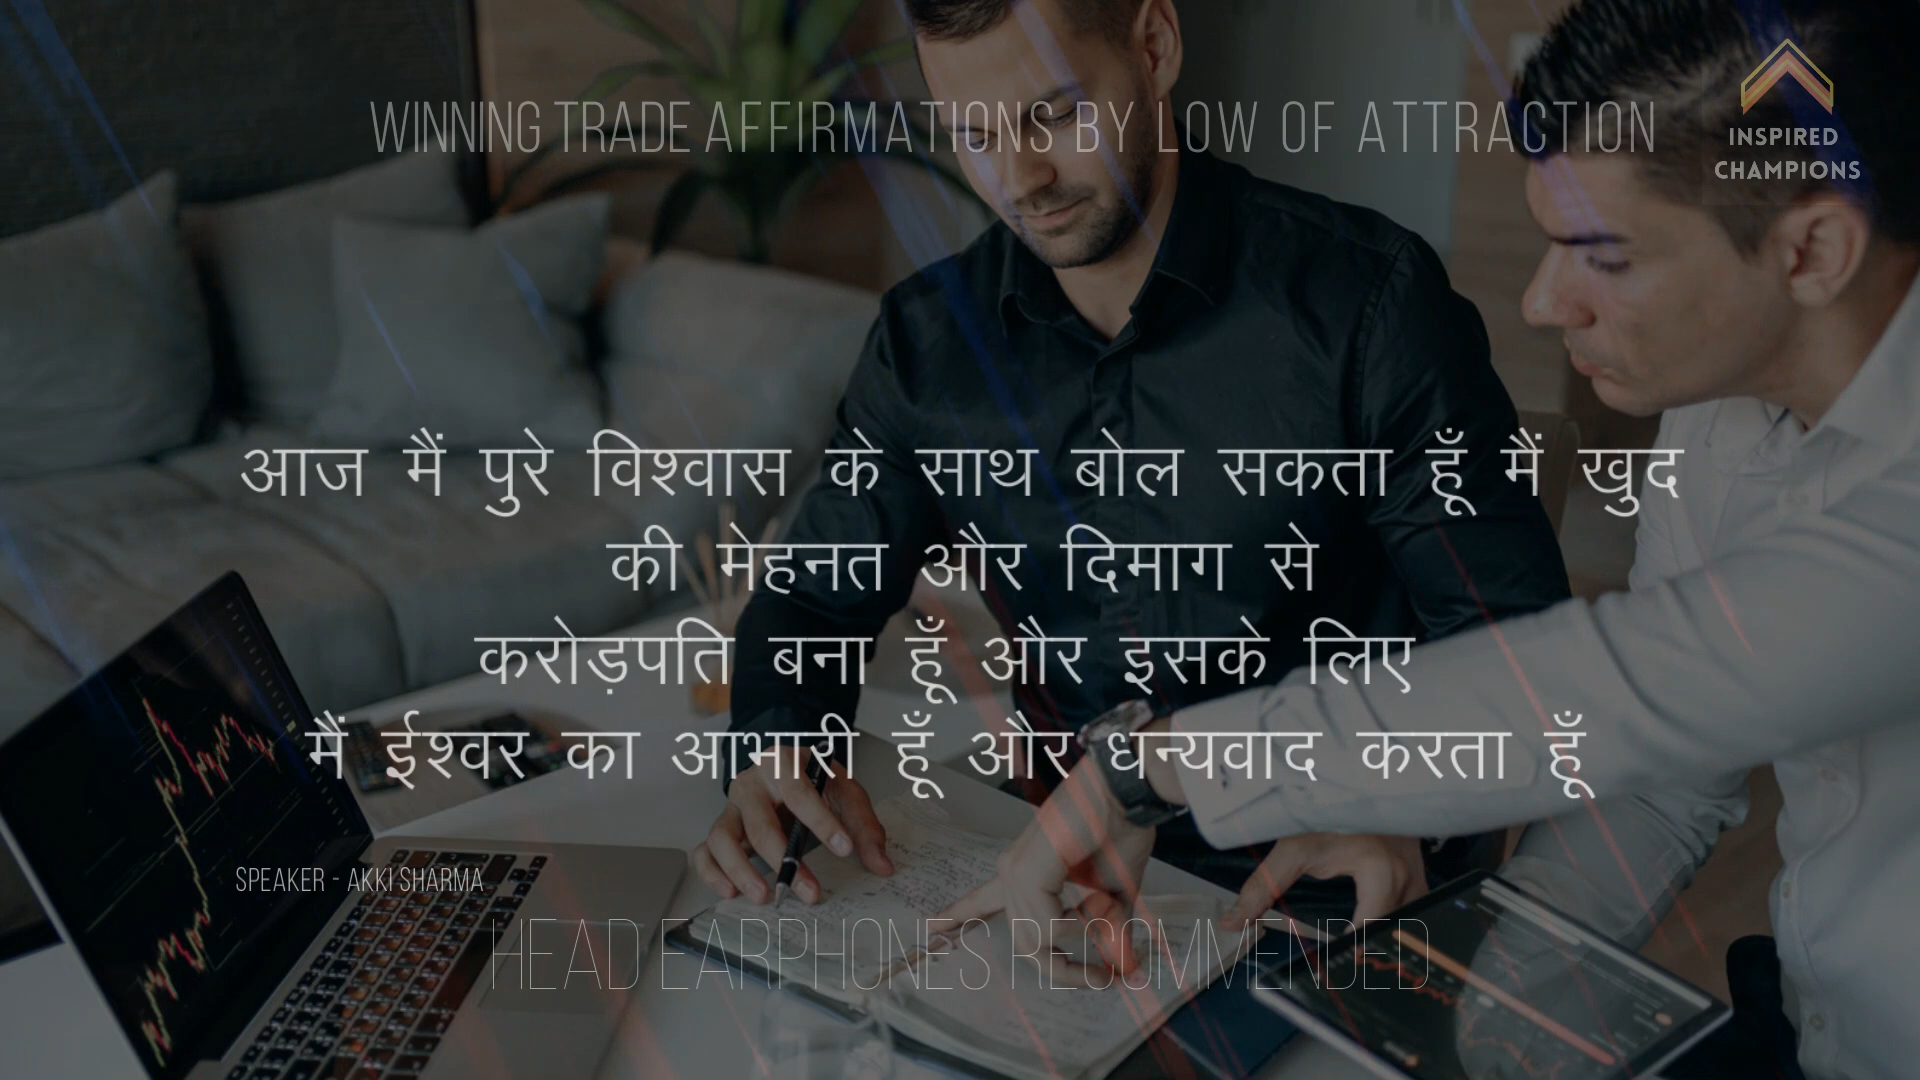 WINNING TRADE AFFIRMATIONS BY LOW OF ATTRACTION
INSPIRED
CHAMPIONS
आज मैं पुरे विश्वास के साथ बोल सकता हूँ मैं खुद
की मेहनत और दिमाग से
करोड़पति बना हूँ और इसके लिए
मैं ईश्वर का आभारी हूँ और धन्यवाद करता हूँ
SPEAKER - AKKI SHARMA
HEAD EARPHONES RECOMMENDED